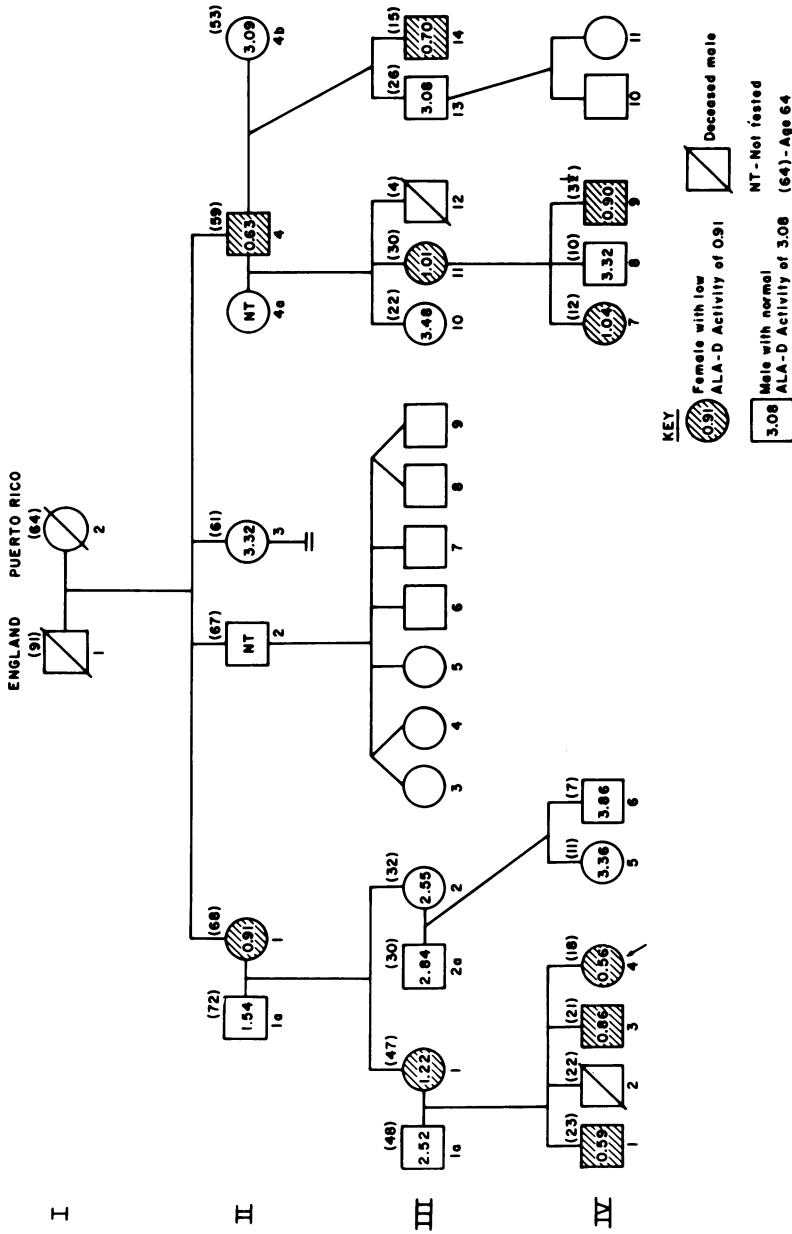 ENGLAND PUERTO RICO
I
(91) (64)
1 2
II
(72) (68) (67) (61) (59) (53)
1.54 0.91 NT 3.32 NT 0.63 3.09
1a 1 2 3 4a 4 4b
III
(48) (47) (30) (32) (22) (30) (4) (26) (15)
2.52 1.22 2.84 2.55 3.48 1.01 3.08 0.70
1a 1 2a 2 3 4 5 6 7 8 9 10 11 12 13 14
IV
(23) (22) (21) (18) (11) (7) (12) (10)
0.59 0.86 0.56 3.36 3.86 1.04 3.32 0.90
1 2 3 4 5 6 7 8 9 10 11
KEY
0.91 Female with low
ALA-D Activity of 0.91
3.08 Male with normal
ALA-D Activity of 3.08
Deceased male
NT-Not tested
(64)-Age 64